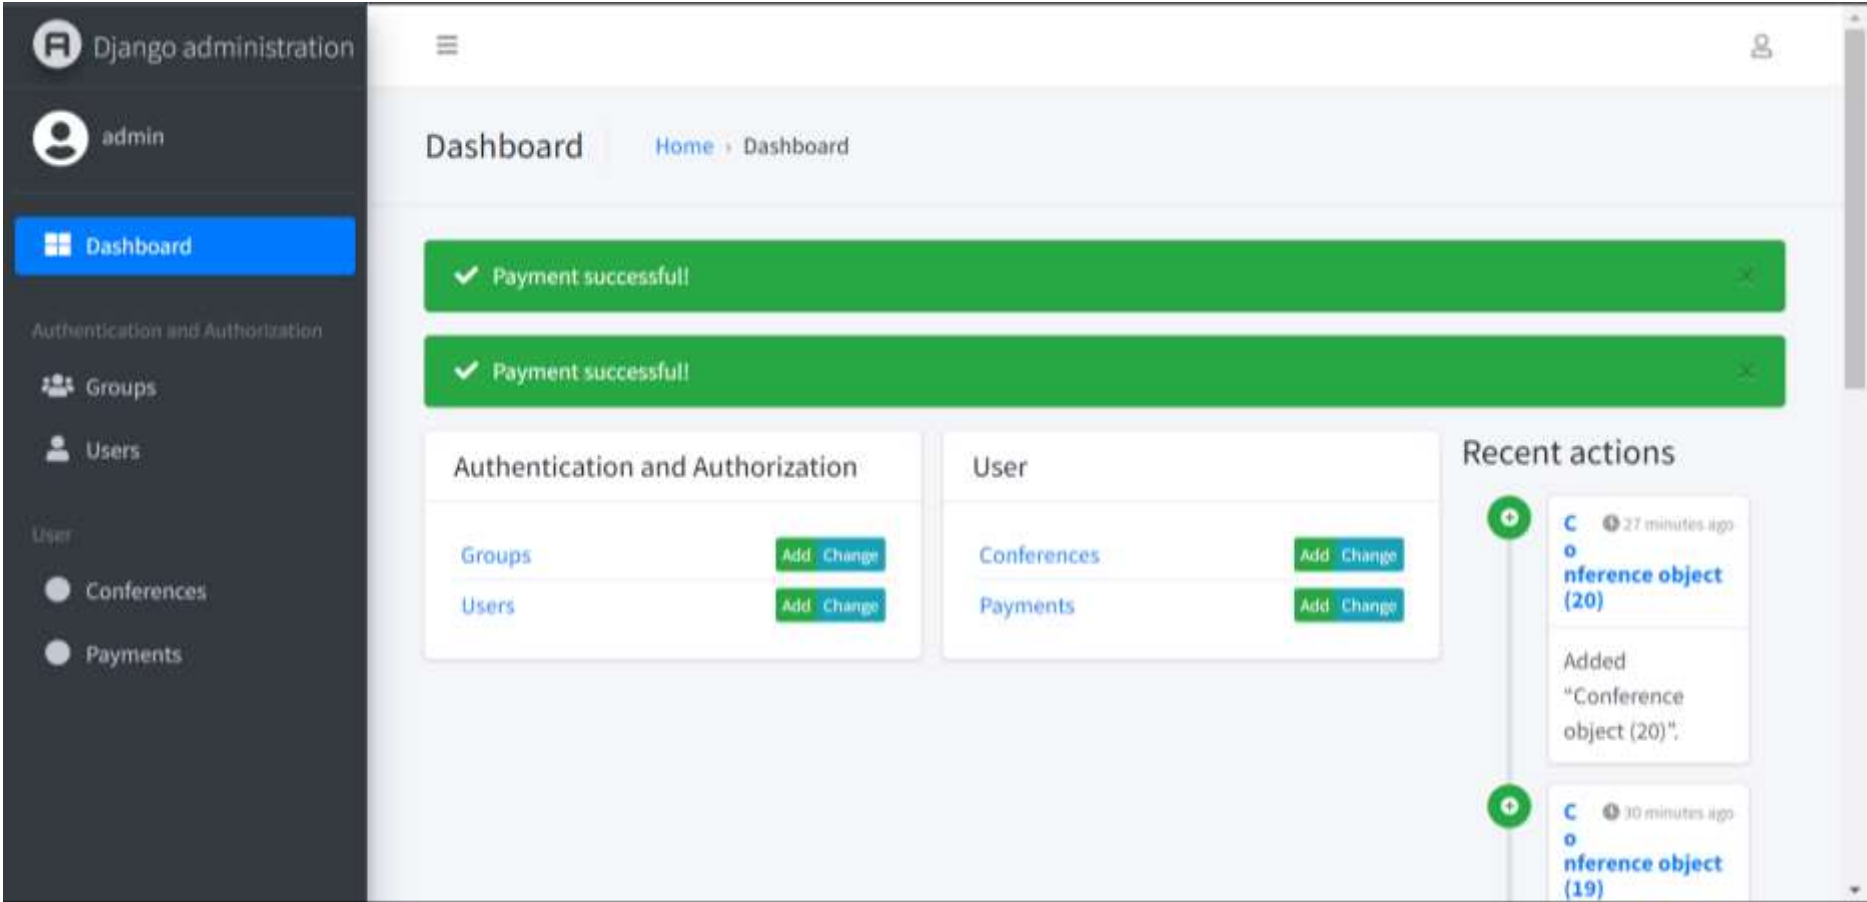 Django administration
admin
Dashboard
Authentication and Authorization
Groups
Users
User
Conferences
Payments
Dashboard
Home › Dashboard
Payment successful!
Payment successful!
Authentication and Authorization
Groups Add Change
Users Add Change
User
Conferences Add Change
Payments Add Change
Recent actions
C 27 minutes ago
o
nference object
(20)
Added
“Conference
object (20)”.
C 30 minutes ago
o
nference object
(19)